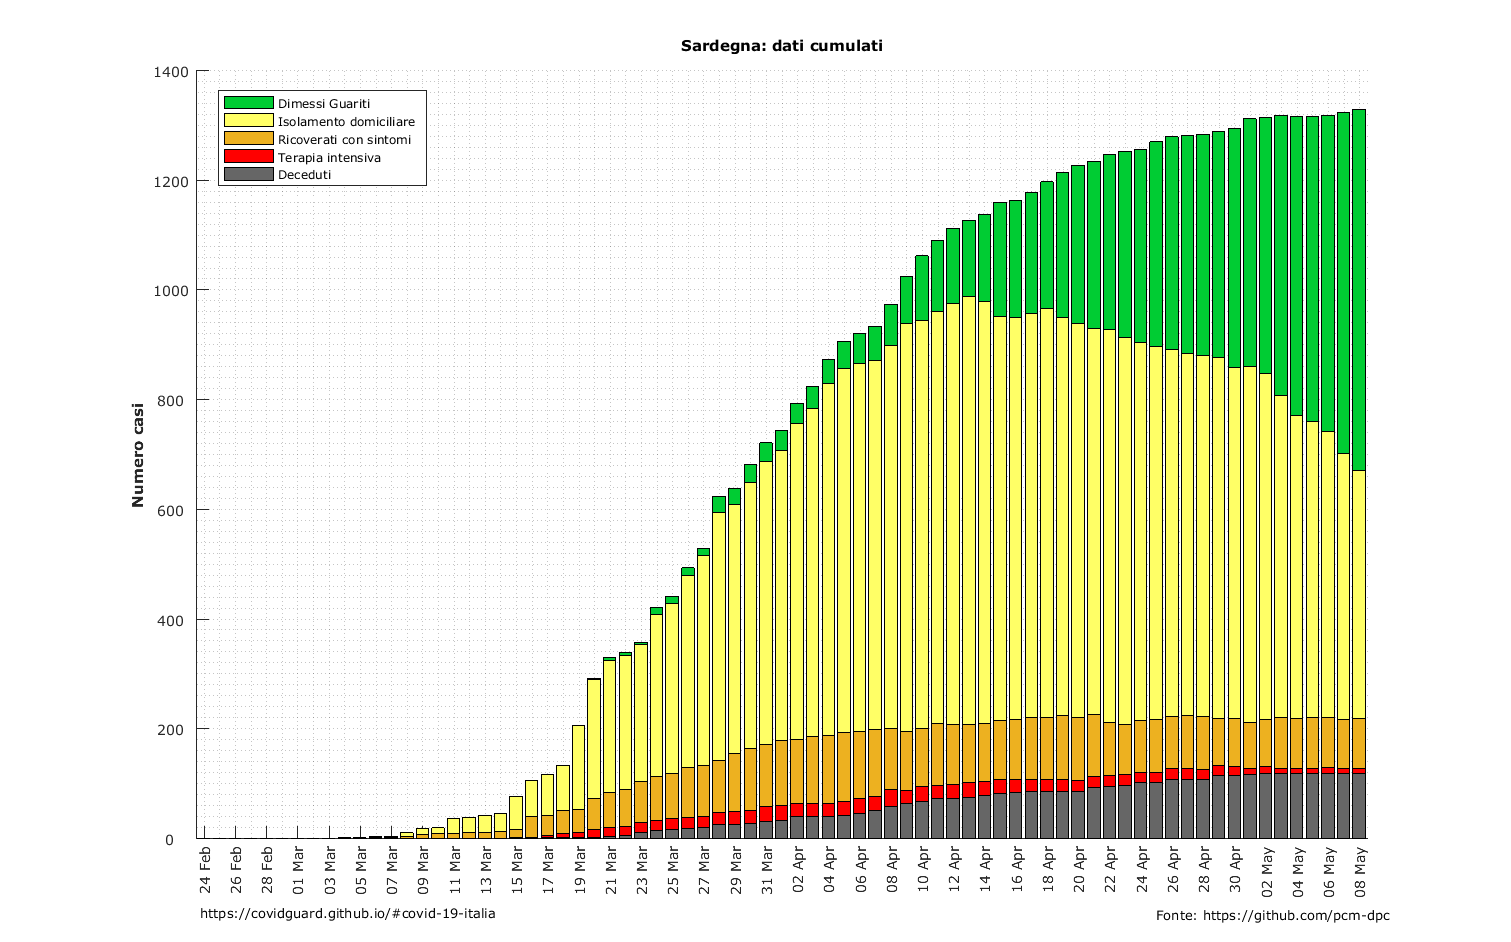 Sardegna: dati cumulati
1400
1200
1000
800
600
400
200
0
Numero casi
Dimessi Guariti
Isolamento domiciliare
Ricoverati con sintomi
Terapia intensiva
Deceduti
24 Feb
26 Feb
28 Feb
01 Mar
03 Mar
05 Mar
07 Mar
09 Mar
11 Mar
13 Mar
15 Mar
17 Mar
19 Mar
21 Mar
23 Mar
25 Mar
27 Mar
29 Mar
31 Mar
02 Apr
04 Apr
06 Apr
08 Apr
10 Apr
12 Apr
14 Apr
16 Apr
18 Apr
20 Apr
22 Apr
24 Apr
26 Apr
28 Apr
30 Apr
02 May
04 May
06 May
08 May
https://covidguard.github.io/#covid-19-italia
Fonte: https://github.com/pcm-dpc